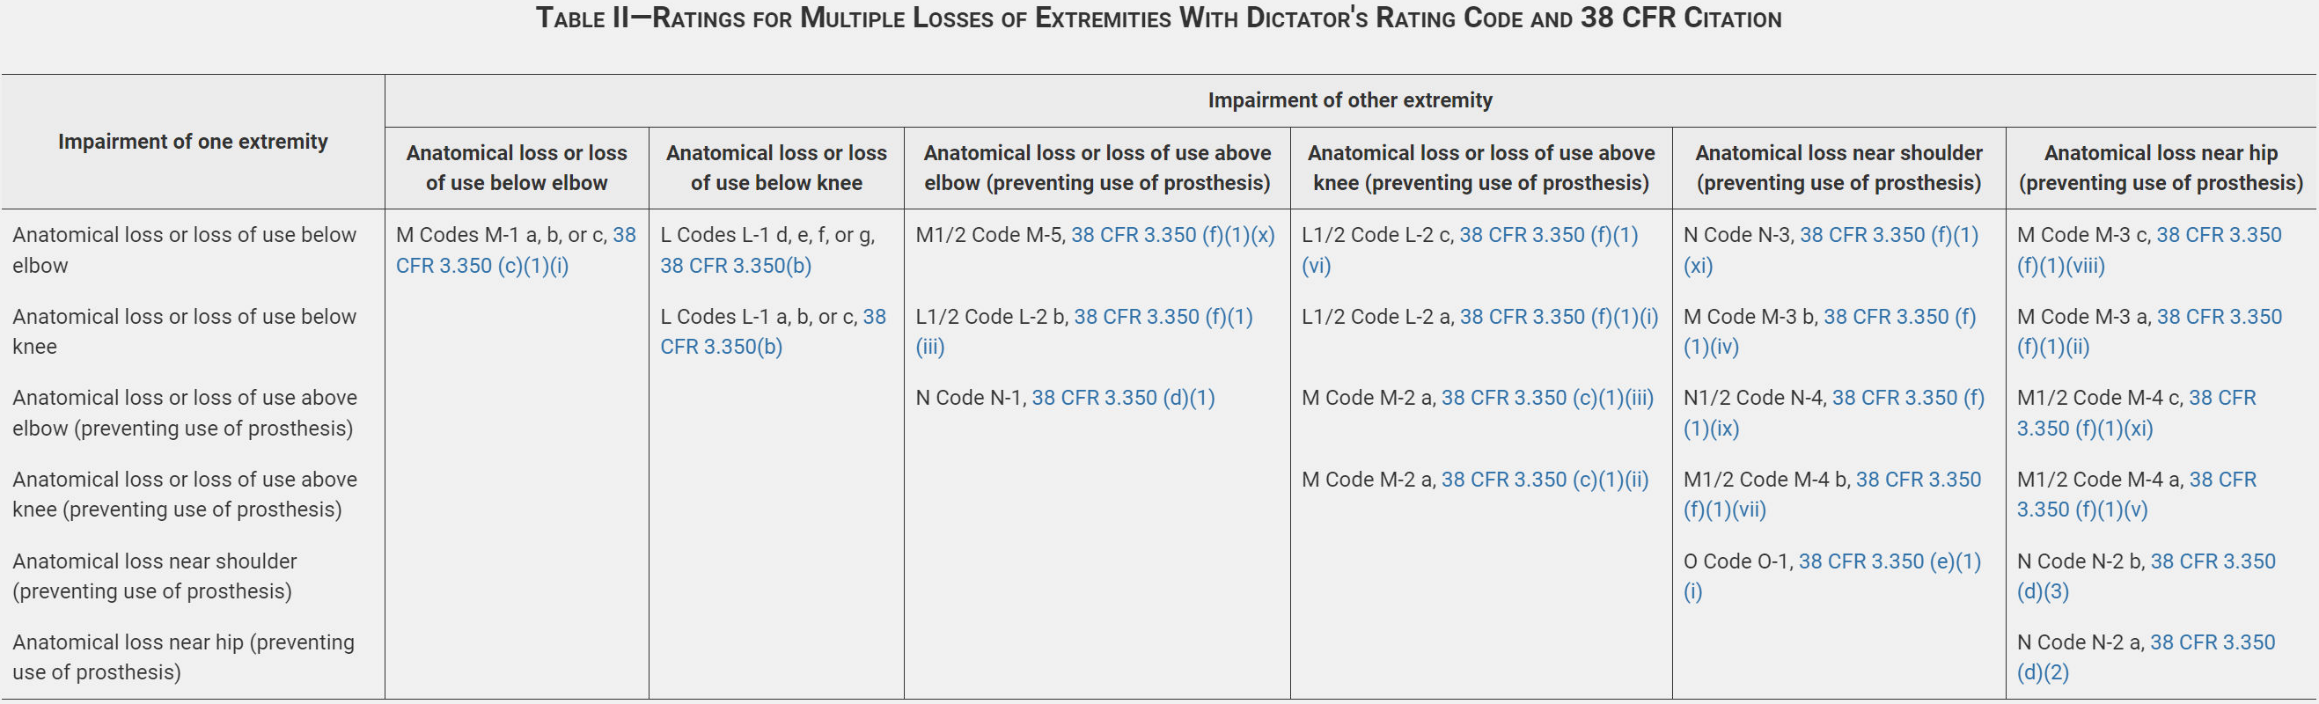 TABLE II—RATINGS FOR MULTIPLE LOSSES OF EXTREMITIES WITH DICTATOR'S RATING CODE AND 38 CFR CITATION
Impairment of one extremity
Impairment of other extremity
Anatomical loss or loss
of use below elbow
Anatomical loss or loss
of use below knee
Anatomical loss or loss of use above
elbow (preventing use of prosthesis)
Anatomical loss or loss of use above
knee (preventing use of prosthesis)
Anatomical loss near shoulder
(preventing use of prosthesis)
Anatomical loss near hip
(preventing use of prosthesis)
Anatomical loss or loss of use below
elbow
M Codes M-1 a, b, or c, 38
CFR 3.350 (c)(1)(i)
L Codes L-1 d, e, f, or g,
38 CFR 3.350(b)
M1/2 Code M-5, 38 CFR 3.350 (f)(1)(x)
L1/2 Code L-2 c, 38 CFR 3.350 (f)(1)
(vi)
N Code N-3, 38 CFR 3.350 (f)(1)
(xi)
M Code M-3 c, 38 CFR 3.350
(f)(1)(viii)
Anatomical loss or loss of use below
knee
L Codes L-1 a, b, or c, 38
CFR 3.350(b)
L1/2 Code L-2 b, 38 CFR 3.350 (f)(1)
(iii)
L1/2 Code L-2 a, 38 CFR 3.350 (f)(1)(i)
M Code M-3 b, 38 CFR 3.350 (f)
(1)(iv)
M Code M-3 a, 38 CFR 3.350
(f)(1)(ii)
Anatomical loss or loss of use above
elbow (preventing use of prosthesis)
N Code N-1, 38 CFR 3.350 (d)(1)
M Code M-2 a, 38 CFR 3.350 (c)(1)(iii)
N1/2 Code N-4, 38 CFR 3.350 (f)
(1)(ix)
M1/2 Code M-4 c, 38 CFR
3.350 (f)(1)(xi)
Anatomical loss or loss of use above
knee (preventing use of prosthesis)
M Code M-2 a, 38 CFR 3.350 (c)(1)(ii)
M1/2 Code M-4 b, 38 CFR 3.350
(f)(1)(vii)
M1/2 Code M-4 a, 38 CFR
3.350 (f)(1)(v)
Anatomical loss near shoulder
(preventing use of prosthesis)
O Code O-1, 38 CFR 3.350 (e)(1)
(i)
N Code N-2 b, 38 CFR 3.350
(d)(3)
Anatomical loss near hip (preventing
use of prosthesis)
N Code N-2 a, 38 CFR 3.350
(d)(2)